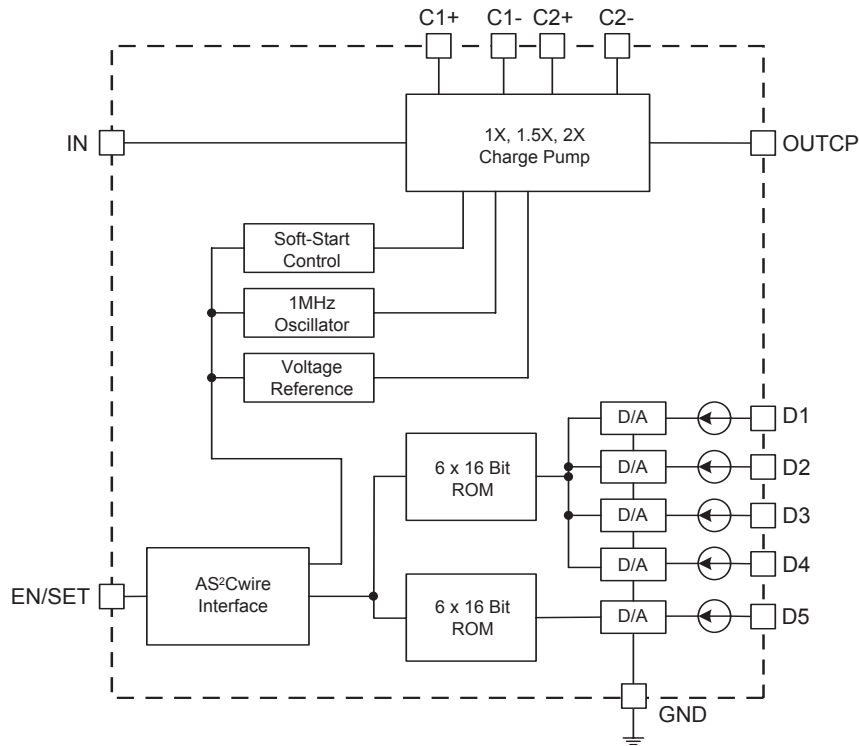 C1+ C1- C2+ C2-
IN
1X, 1.5X, 2X
Charge Pump
OUTCP
Soft-Start
Control
1MHz
Oscillator
Voltage
Reference
D/A
D1
6 x 16 Bit
ROM
D/A
D2
D/A
D3
D/A
D4
EN/SET
AS²Cwire
Interface
6 x 16 Bit
ROM
D/A
D5
GND